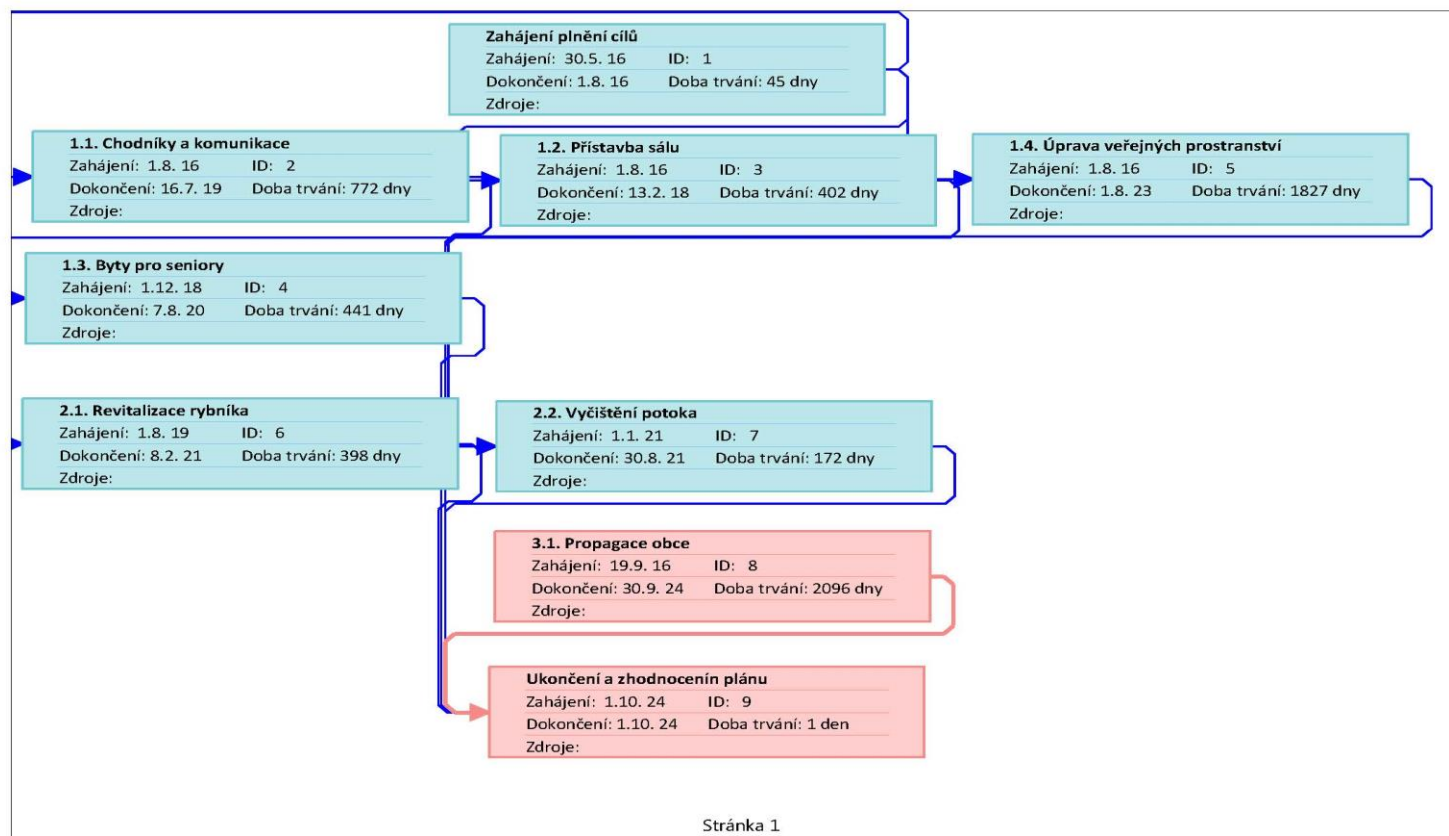 Zahájení plnění cílů
Zahájení: 30.5. 16 ID: 1
Dokončení: 1.8. 16 Doba trvání: 45 dny
Zdroje:
1.1. Chodníky a komunikace
Zahájení: 1.8. 16 ID: 2
Dokončení: 16.7. 19 Doba trvání: 772 dny
Zdroje:
1.2. Přístavba sálu
Zahájení: 1.8. 16 ID: 3
Dokončení: 13.2. 18 Doba trvání: 402 dny
Zdroje:
1.4. Úprava veřejných prostranství
Zahájení: 1.8. 16 ID: 5
Dokončení: 1.8. 23 Doba trvání: 1827 dny
Zdroje:
1.3. Byty pro seniory
Zahájení: 1.12. 18 ID: 4
Dokončení: 7.8. 20 Doba trvání: 441 dny
Zdroje:
2.1. Revitalizace rybníka
Zahájení: 1.8. 19 ID: 6
Dokončení: 8.2. 21 Doba trvání: 398 dny
Zdroje:
2.2. Vyčištění potoka
Zahájení: 1.1. 21 ID: 7
Dokončení: 30.8. 21 Doba trvání: 172 dny
Zdroje:
3.1. Propagace obce
Zahájení: 19.9. 16 ID: 8
Dokončení: 30.9. 24 Doba trvání: 2096 dny
Zdroje:
Ukončení a zhodnocenín plánu
Zahájení: 1.10. 24 ID: 9
Dokončení: 1.10. 24 Doba trvání: 1 den
Zdroje:
Stránka 1